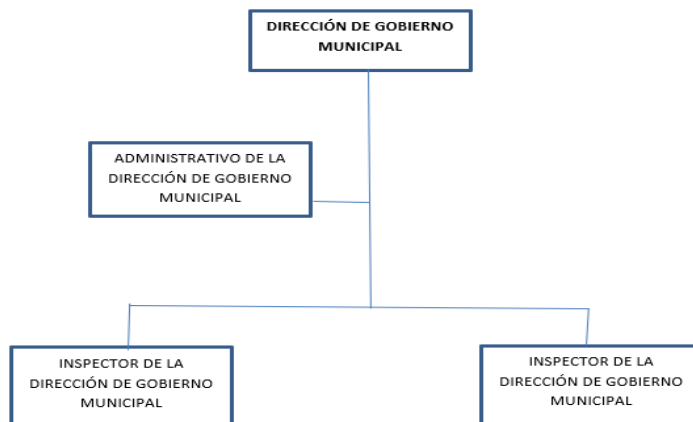 DIRECCIÓN DE GOBIERNO
MUNICIPAL
ADMINISTRATIVO DE LA
DIRECCIÓN DE GOBIERNO
MUNICIPAL
INSPECTOR DE LA
DIRECCIÓN DE GOBIERNO
MUNICIPAL
INSPECTOR DE LA
DIRECCIÓN DE GOBIERNO
MUNICIPAL